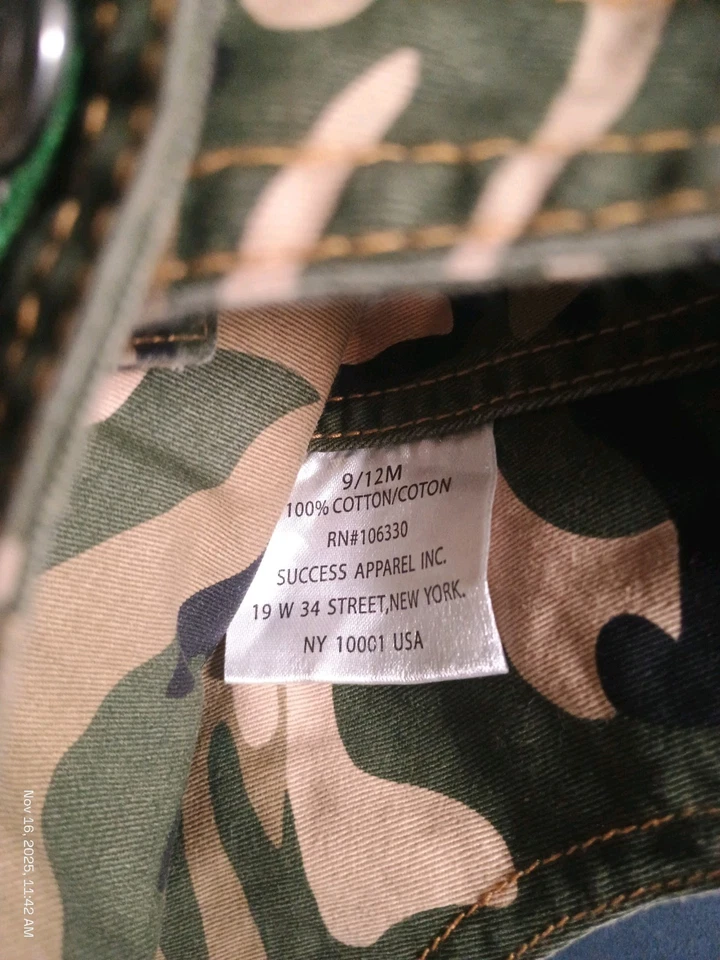 9/12M
100% COTTON/COTON
RN#106330
SUCCESS APPAREL INC.
19 W 34 STREET,NEW YORK.
NY 10001 USA
Nov 16, 2025, 11:42 AM